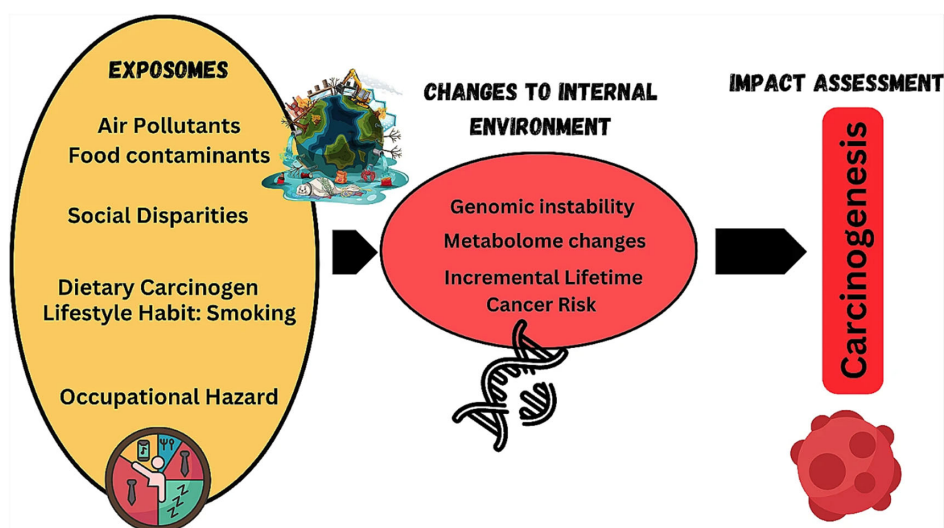 EXPOSOMES
Air Pollutants
Food contaminants
Social Disparities
Dietary Carcinogen
Lifestyle Habit: Smoking
Occupational Hazard
CHANGES TO INTERNAL
ENVIRONMENT
Genomic instability
Metabolome changes
Incremental Lifetime
Cancer Risk
IMPACT ASSESSMENT
Carcinogenesis